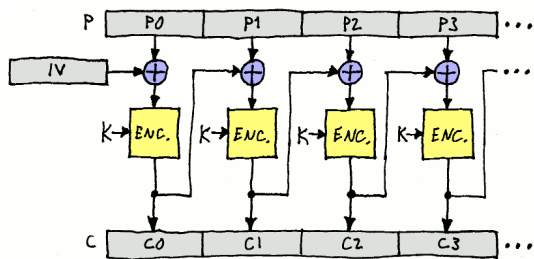 P P0 P1 P2 P3 ...
IV ...
K ENC. K ENC. K ENC. K ENC.
C C0 C1 C2 C3 ...